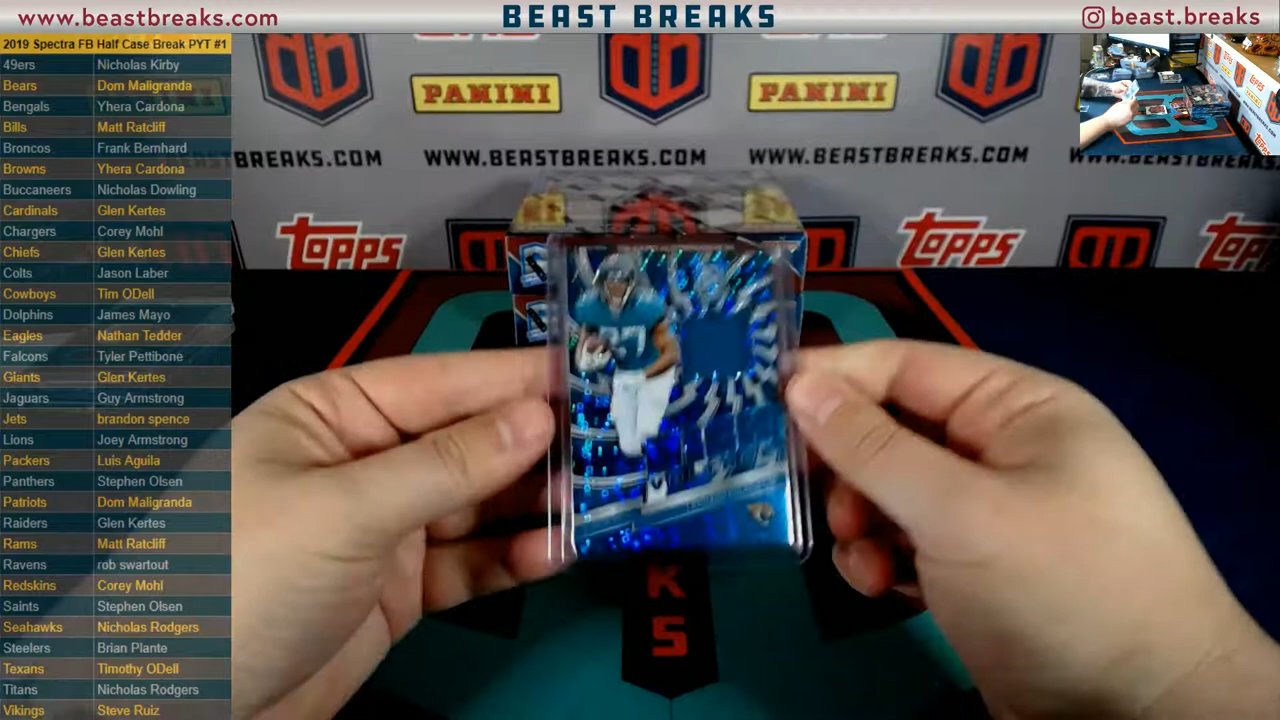 www.beastbreaks.com
BEAST BREAKS
beast.breaks
2019 Spectra FB Half Case Break PYT #1
49ers Nicholas Kirby
Bears Dom Maligranda
Bengals Yhera Cardona
Bills Matt Ratcliff
Broncos Frank Bernhard
Browns Yhera Cardona
Buccaneers Nicholas Dowling
Cardinals Glen Kertes
Chargers Corey Mohl
Chiefs Glen Kertes
Colts Jason Laber
Cowboys Tim ODell
Dolphins James Mayo
Eagles Nathan Tedder
Falcons Tyler Pettibone
Giants Glen Kertes
Jaguars Guy Armstrong
Jets brandon spence
Lions Joey Armstrong
Packers Luis Aguila
Panthers Stephen Olsen
Patriots Dom Maligranda
Raiders Glen Kertes
Rams Matt Ratcliff
Ravens rob swartout
Redskins Corey Mohl
Saints Stephen Olsen
Seahawks Nicholas Rodgers
Steelers Brian Plante
Texans Timothy ODell
Titans Nicholas Rodgers
Vikings Steve Ruiz
PANINI PANINI
BREAKS.COM WWW.BEASTBREAKS.COM WWW.BEASTBREAKS.COM
topps topps
K
S